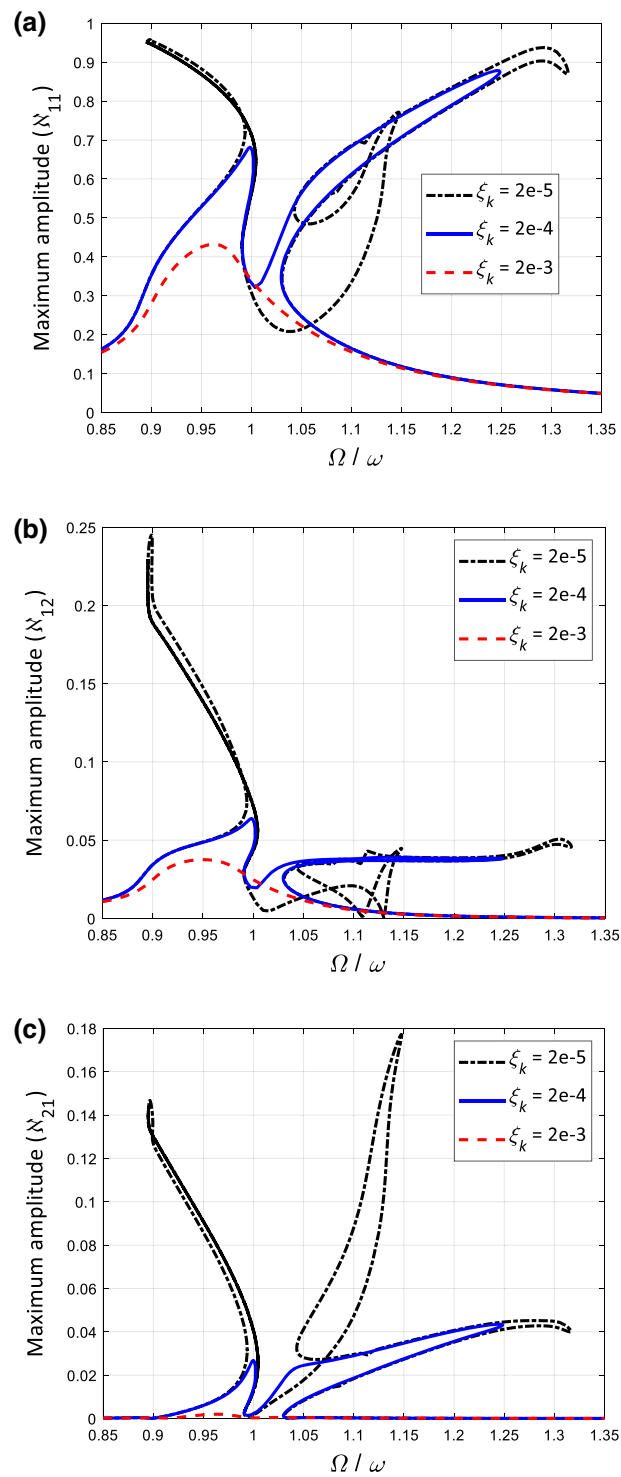 (a)
Maximum amplitude (ℵ11)
1
0.9
0.8
0.7
0.6
0.5
0.4
0.3
0.2
0.1
0
ξk = 2e-5
ξk = 2e-4
ξk = 2e-3
0.85 0.9 0.95 1 1.05 1.1 1.15 1.2 1.25 1.3 1.35
Ω / ω
(b)
Maximum amplitude (ℵ12)
0.25
0.2
0.15
0.1
0.05
0
ξk = 2e-5
ξk = 2e-4
ξk = 2e-3
0.85 0.9 0.95 1 1.05 1.1 1.15 1.2 1.25 1.3 1.35
Ω / ω
(c)
Maximum amplitude (ℵ21)
0.18
0.16
0.14
0.12
0.1
0.08
0.06
0.04
0.02
0
ξk = 2e-5
ξk = 2e-4
ξk = 2e-3
0.85 0.9 0.95 1 1.05 1.1 1.15 1.2 1.25 1.3 1.35
Ω / ω